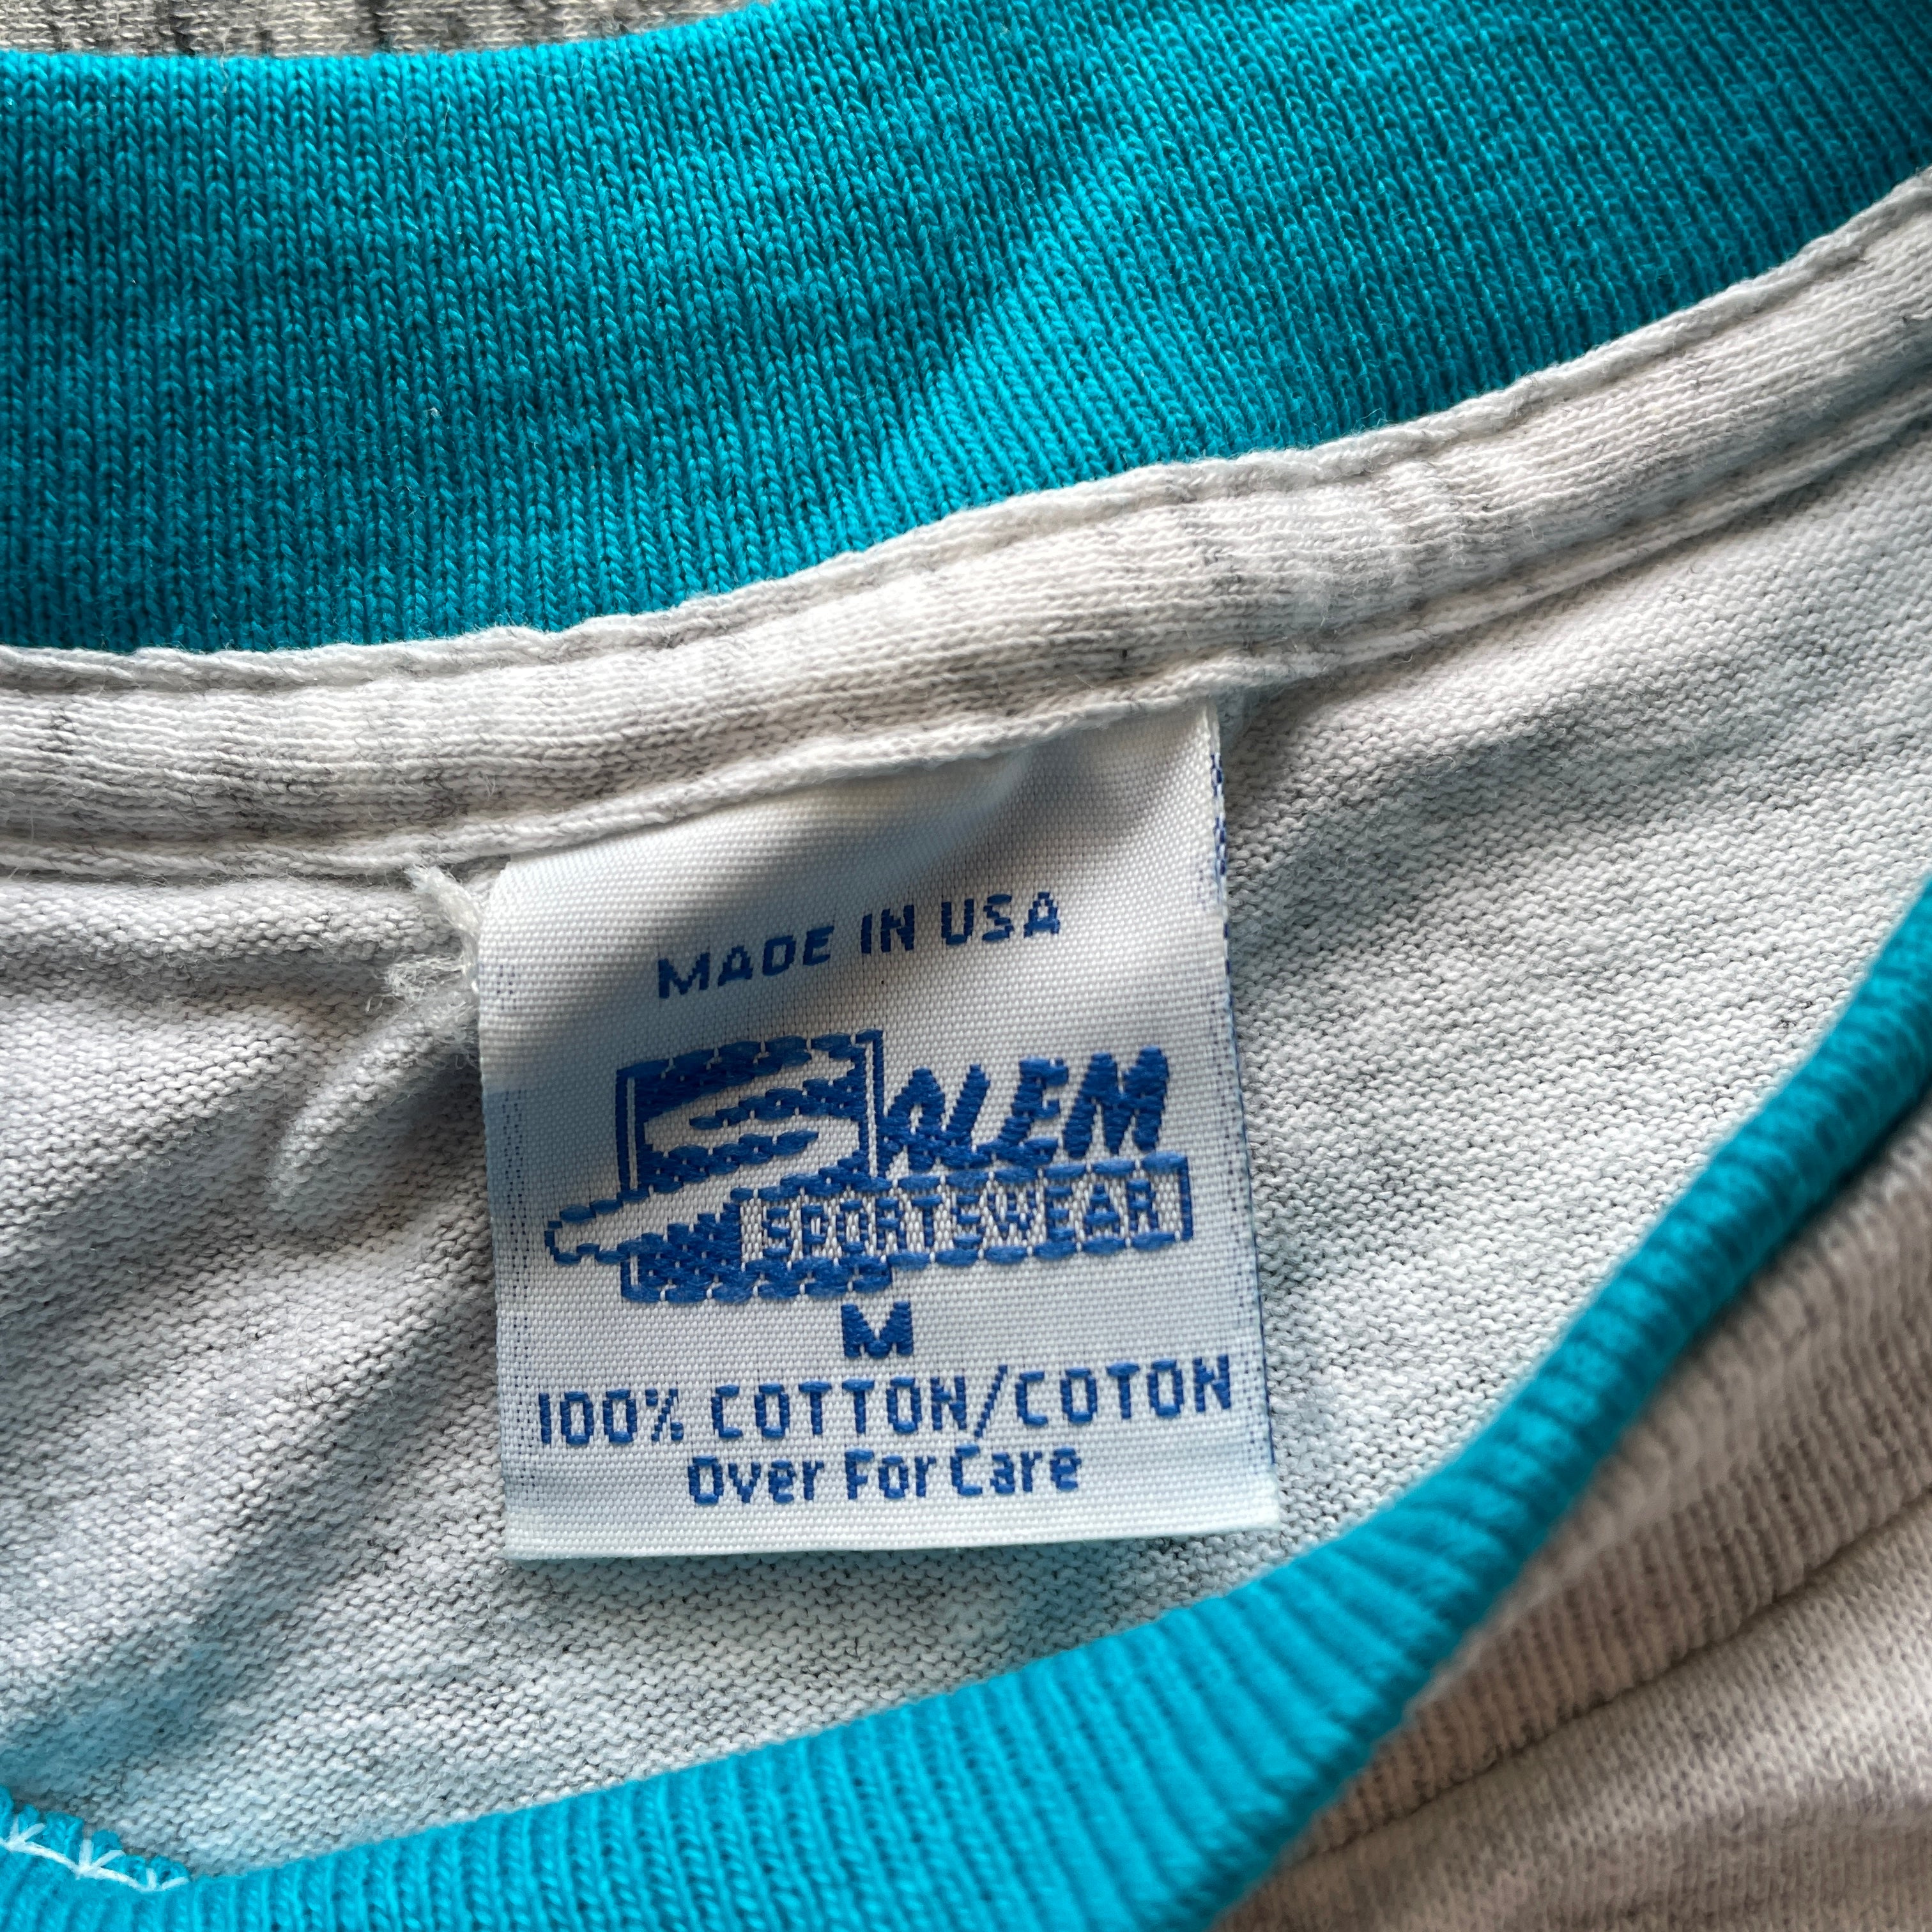 MADE IN USA
SALEM
SPORTSWEAR
M
100% COTTON/COTON
Over For Care